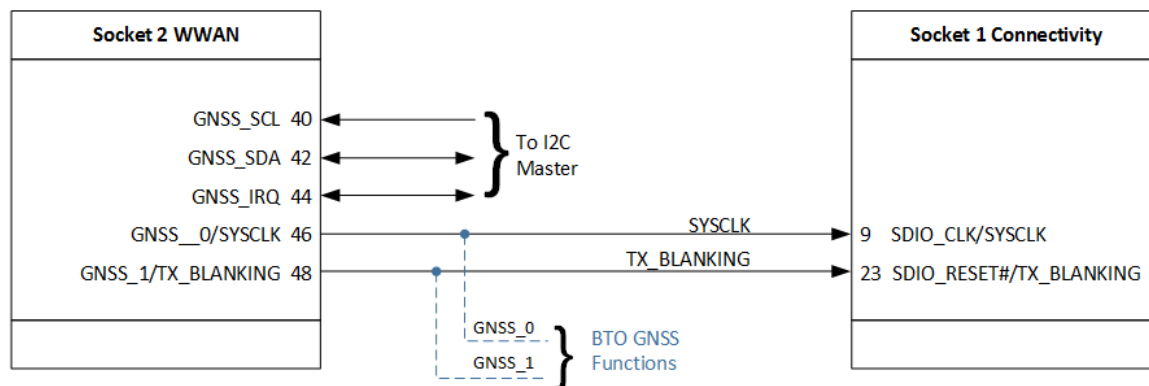 Socket 2 WWAN
Socket 1 Connectivity
GNSS_SCL 40
GNSS_SDA 42
GNSS_IRQ 44
To I2C
Master
GNSS__0/SYSCLK 46
SYSCLK
9 SDIO_CLK/SYSCLK
GNSS_1/TX_BLANKING 48
TX_BLANKING
23 SDIO_RESET#/TX_BLANKING
GNSS_0
GNSS_1
BTO GNSS
Functions